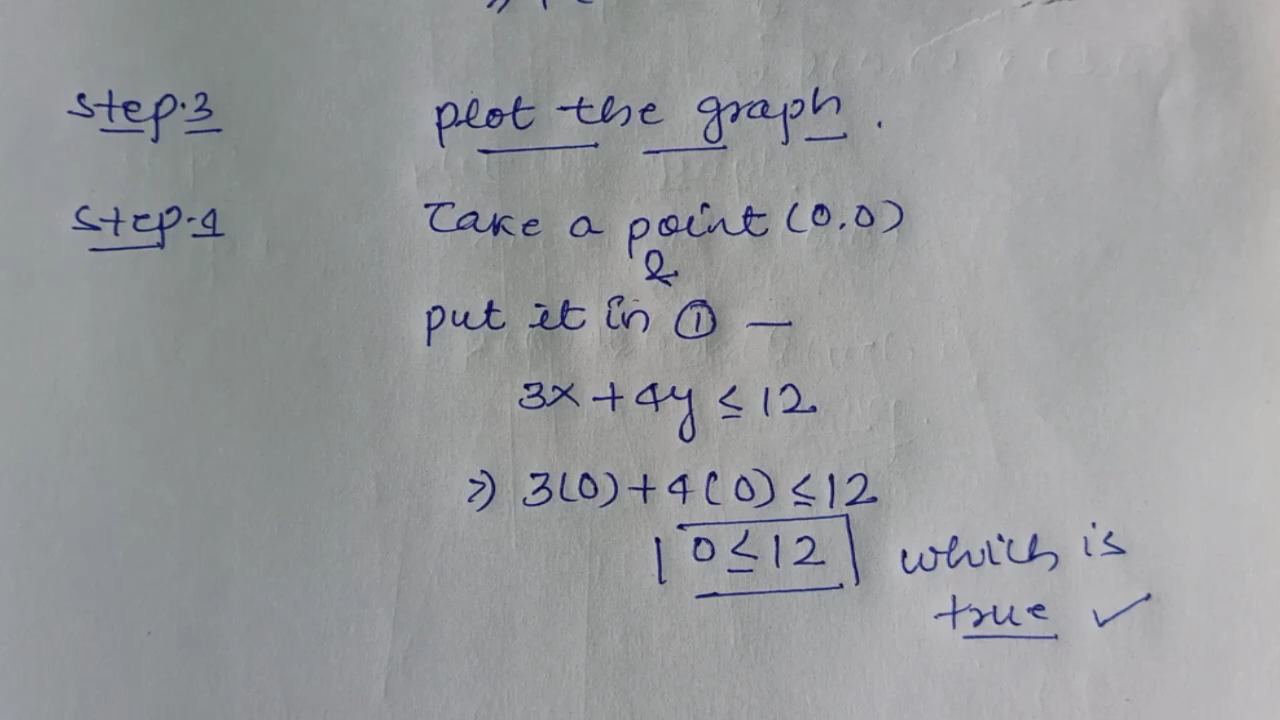 step.3 plot the graph.
step.4 Take a point (0,0)
&
put it in ① —
3x + 4y ≤ 12
⇒ 3(0) + 4(0) ≤ 12
0 ≤ 12 which is
true ✓